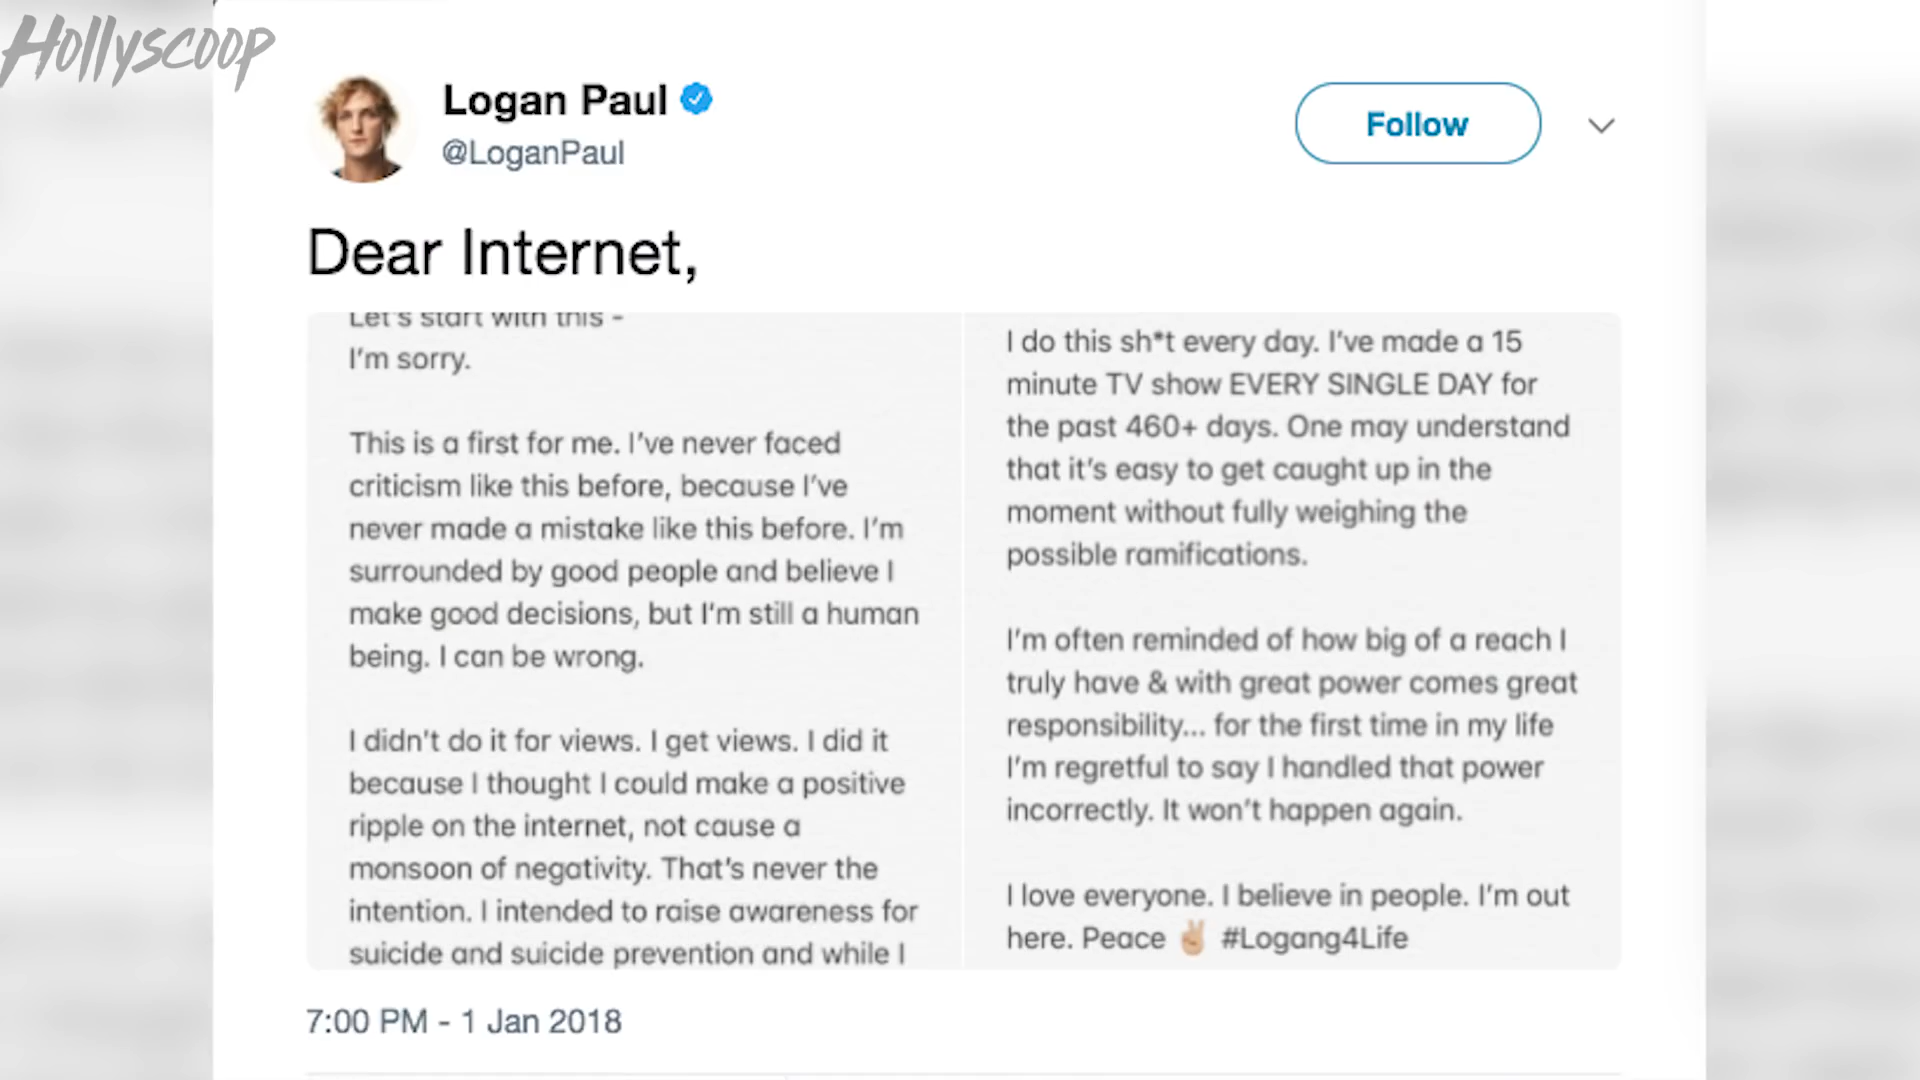 Hollyscoop
Logan Paul
@LoganPaul
Follow
Dear Internet,
Let's start with this -
I'm sorry.
This is a first for me. I've never faced
criticism like this before, because I've
never made a mistake like this before. I'm
surrounded by good people and believe I
make good decisions, but I'm still a human
being. I can be wrong.
I didn't do it for views. I get views. I did it
because I thought I could make a positive
ripple on the internet, not cause a
monsoon of negativity. That's never the
intention. I intended to raise awareness for
suicide and suicide prevention and while I
I do this sh*t every day. I've made a 15
minute TV show EVERY SINGLE DAY for
the past 460+ days. One may understand
that it's easy to get caught up in the
moment without fully weighing the
possible ramifications.
I'm often reminded of how big of a reach I
truly have & with great power comes great
responsibility... for the first time in my life
I'm regretful to say I handled that power
incorrectly. It won't happen again.
I love everyone. I believe in people. I'm out
here. Peace ✌🏼 #Logang4Life
7:00 PM - 1 Jan 2018